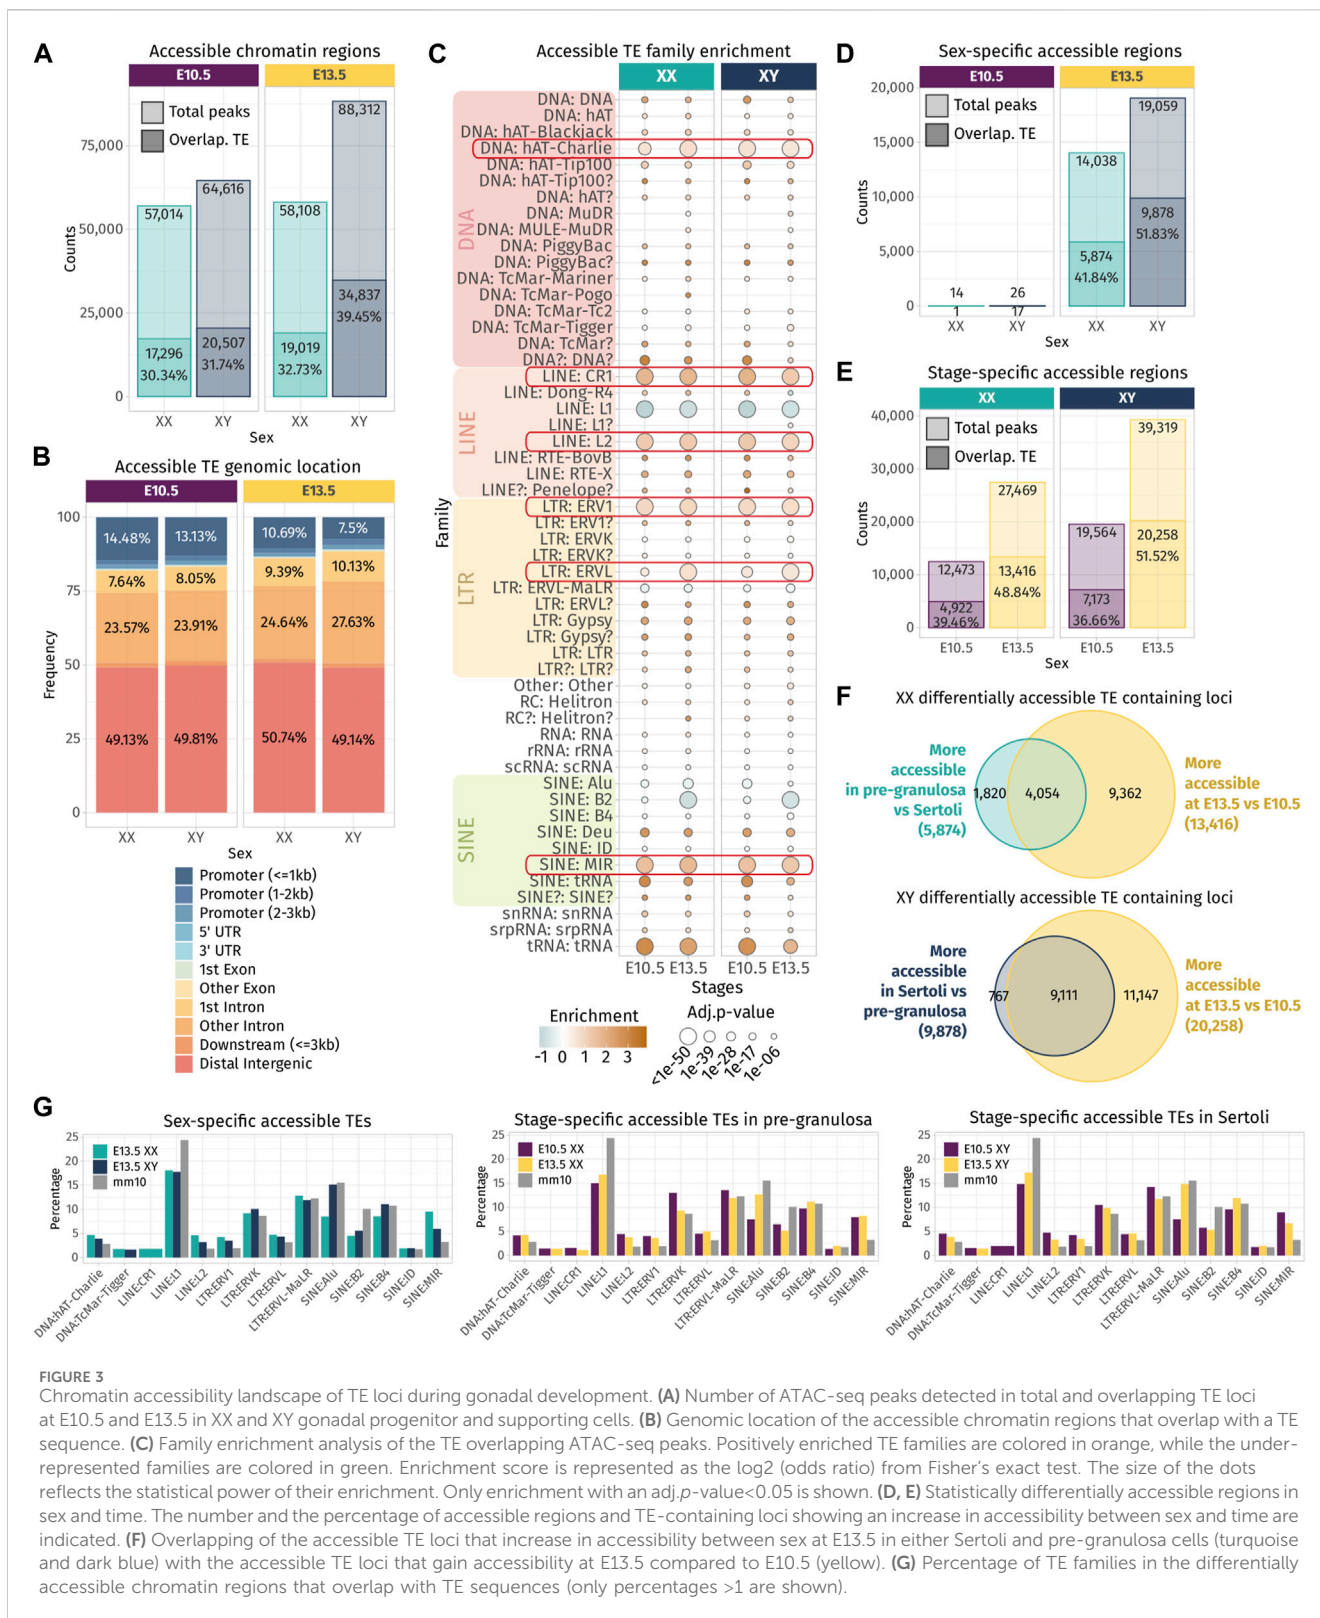 A
Accessible chromatin regions
E10.5
E13.5
Total peaks
Overlap. TE
Counts
75,000
50,000
25,000
0
57,014
64,616
58,108
88,312
17,296
30.34%
20,507
31.74%
19,019
32.73%
34,837
39.45%
XX
XY
XX
XY
Sex
B
Accessible TE genomic location
E10.5
E13.5
Frequency
100
75
50
25
0
14.48%
13.13%
10.69%
7.5%
7.64%
8.05%
9.39%
10.13%
23.57%
23.91%
24.64%
27.63%
49.13%
49.81%
50.74%
49.14%
XX
XY
XX
XY
Sex
Promoter (<=1kb)
Promoter (1-2kb)
Promoter (2-3kb)
5' UTR
3' UTR
1st Exon
Other Exon
1st Intron
Other Intron
Downstream (<=3kb)
Distal Intergenic
C
Accessible TE family enrichment
XX
XY
Family
DNA
DNA: DNA
DNA: hAT
DNA: hAT-Blackjack
DNA: hAT-Charlie
DNA: hAT-Tip100
DNA: hAT-Tip100?
DNA: hAT?
DNA: MuDR
DNA: MULE-MuDR
DNA: PiggyBac
DNA: PiggyBac?
DNA: TcMar-Mariner
DNA: TcMar-Pogo
DNA: TcMar-Tc2
DNA: TcMar-Tigger
DNA: TcMar?
DNA?: DNA?
LINE
LINE: CR1
LINE: Dong-R4
LINE: L1
LINE: L1?
LINE: L2
LINE: RTE-BovB
LINE: RTE-X
LINE?: Penelope?
LTR
LTR: ERV1
LTR: ERV1?
LTR: ERVK
LTR: ERVK?
LTR: ERVL
LTR: ERVL-MaLR
LTR: ERVL?
LTR: Gypsy
LTR: Gypsy?
LTR: LTR
LTR?: LTR?
Other: Other
RC: Helitron
RC?: Helitron?
RNA: RNA
rRNA: rRNA
scRNA: scRNA
SINE
SINE: Alu
SINE: B2
SINE: B4
SINE: Deu
SINE: ID
SINE: MIR
SINE: tRNA
SINE?: SINE?
snRNA: snRNA
srpRNA: srpRNA
tRNA: tRNA
E10.5
E13.5
E10.5
E13.5
Stages
Enrichment
-1 0 1 2 3
Adj.p-value
<1e-50
1e-39
1e-28
1e-17
1e-06
D
Sex-specific accessible regions
E10.5
E13.5
Total peaks
Overlap. TE
Counts
20,000
15,000
10,000
5,000
0
14
1
26
17
14,038
5,874
41.84%
19,059
9,878
51.83%
XX
XY
XX
XY
Sex
E
Stage-specific accessible regions
XX
XY
Total peaks
Overlap. TE
Counts
40,000
30,000
20,000
10,000
0
12,473
4,922
39.46%
27,469
13,416
48.84%
19,564
7,173
36.66%
39,319
20,258
51.52%
E10.5
E13.5
E10.5
E13.5
Sex
F
XX differentially accessible TE containing loci
More
accessible
in pre-granulosa
vs Sertoli
(5,874)
1,820
4,054
9,362
More
accessible
at E13.5 vs E10.5
(13,416)
XY differentially accessible TE containing loci
More
accessible
in Sertoli vs
pre-granulosa
(9,878)
767
9,111
11,147
More
accessible
at E13.5 vs E10.5
(20,258)
G
Sex-specific accessible TEs
Percentage
25
20
15
10
5
0
E13.5 XX
E13.5 XY
mm10
DNA:hAT-Charlie
DNA:TcMar-Tigger
LINE:CR1
LINE:L1
LINE:L2
LTR:ERV1
LTR:ERVK
LTR:ERVL
LTR:ERVL-MaLR
SINE:Alu
SINE:B2
SINE:B4
SINE:ID
SINE:MIR
Stage-specific accessible TEs in pre-granulosa
Percentage
25
20
15
10
5
0
E10.5 XX
E13.5 XX
mm10
DNA:hAT-Charlie
DNA:TcMar-Tigger
LINE:CR1
LINE:L1
LINE:L2
LTR:ERV1
LTR:ERVK
LTR:ERVL
LTR:ERVL-MaLR
SINE:Alu
SINE:B2
SINE:B4
SINE:ID
SINE:MIR
Stage-specific accessible TEs in Sertoli
Percentage
25
20
15
10
5
0
E10.5 XY
E13.5 XY
mm10
DNA:hAT-Charlie
DNA:TcMar-Tigger
LINE:CR1
LINE:L1
LINE:L2
LTR:ERV1
LTR:ERVK
LTR:ERVL
LTR:ERVL-MaLR
SINE:Alu
SINE:B2
SINE:B4
SINE:ID
SINE:MIR
FIGURE 3
Chromatin accessibility landscape of TE loci during gonadal development. (A) Number of ATAC-seq peaks detected in total and overlapping TE loci
at E10.5 and E13.5 in XX and XY gonadal progenitor and supporting cells. (B) Genomic location of the accessible chromatin regions that overlap with a TE
sequence. (C) Family enrichment analysis of the TE overlapping ATAC-seq peaks. Positively enriched TE families are colored in orange, while the under-
represented families are colored in green. Enrichment score is represented as the log2 (odds ratio) from Fisher's exact test. The size of the dots
reflects the statistical power of their enrichment. Only enrichment with an adj.p-value<0.05 is shown. (D, E) Statistically differentially accessible regions in
sex and time. The number and the percentage of accessible regions and TE-containing loci showing an increase in accessibility between sex and time are
indicated. (F) Overlapping of the accessible TE loci that increase in accessibility between sex at E13.5 in either Sertoli and pre-granulosa cells (turquoise
and dark blue) with the accessible TE loci that gain accessibility at E13.5 compared to E10.5 (yellow). (G) Percentage of TE families in the differentially
accessible chromatin regions that overlap with TE sequences (only percentages >1 are shown).